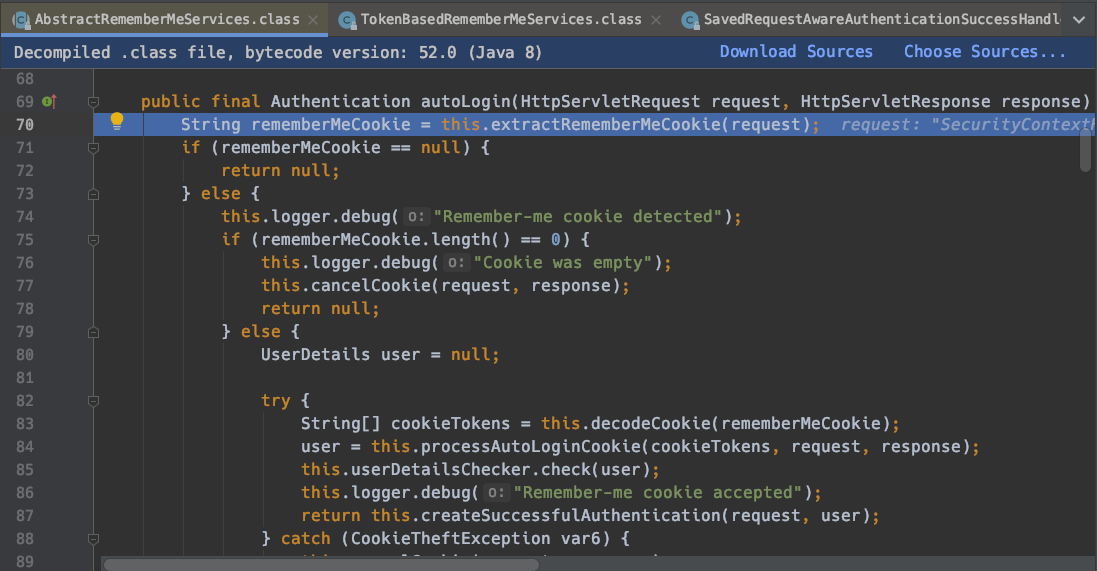 AbstractRememberMeServices.class TokenBasedRememberMeServices.class SavedRequestAwareAuthenticationSuccessHandl
Decompiled .class file, bytecode version: 52.0 (Java 8) Download Sources Choose Sources...
68
69 public final Authentication autoLogin(HttpServletRequest request, HttpServletResponse response)
70 String rememberMeCookie = this.extractRememberMeCookie(request); request: "SecurityContext
71 if (rememberMeCookie == null) {
72 return null;
73 } else {
74 this.logger.debug( o: "Remember-me cookie detected");
75 if (rememberMeCookie.length() == 0) {
76 this.logger.debug( o: "Cookie was empty");
77 this.cancelCookie(request, response);
78 return null;
79 } else {
80 UserDetails user = null;
81
82 try {
83 String[] cookieTokens = this.decodeCookie(rememberMeCookie);
84 user = this.processAutoLoginCookie(cookieTokens, request, response);
85 this.userDetailsChecker.check(user);
86 this.logger.debug( o: "Remember-me cookie accepted");
87 return this.createSuccessfulAuthentication(request, user);
88 } catch (CookieTheftException var6) {
89